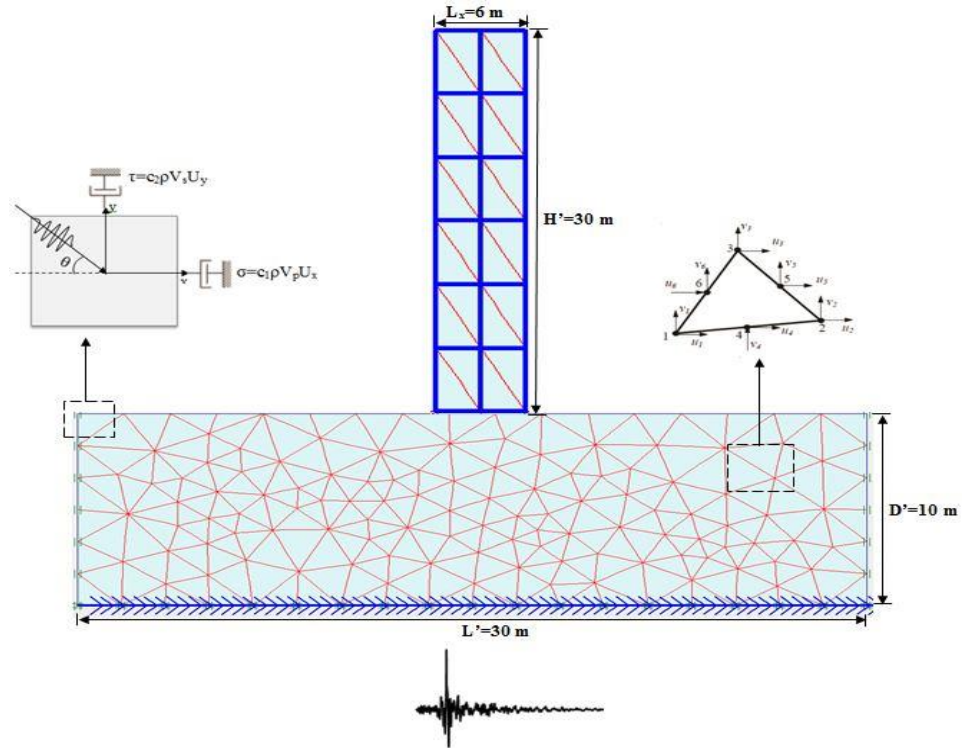 Lx=6 m
τ=c₂ρVₛUᵧ
y
θ
x
σ=c₁ρVₚUₓ
H'=30 m
v3
3
u3
v6
v5
u6
6
5
u5
v1
v2
1
u1
4
u4
2
u2
v4
D'=10 m
L'=30 m